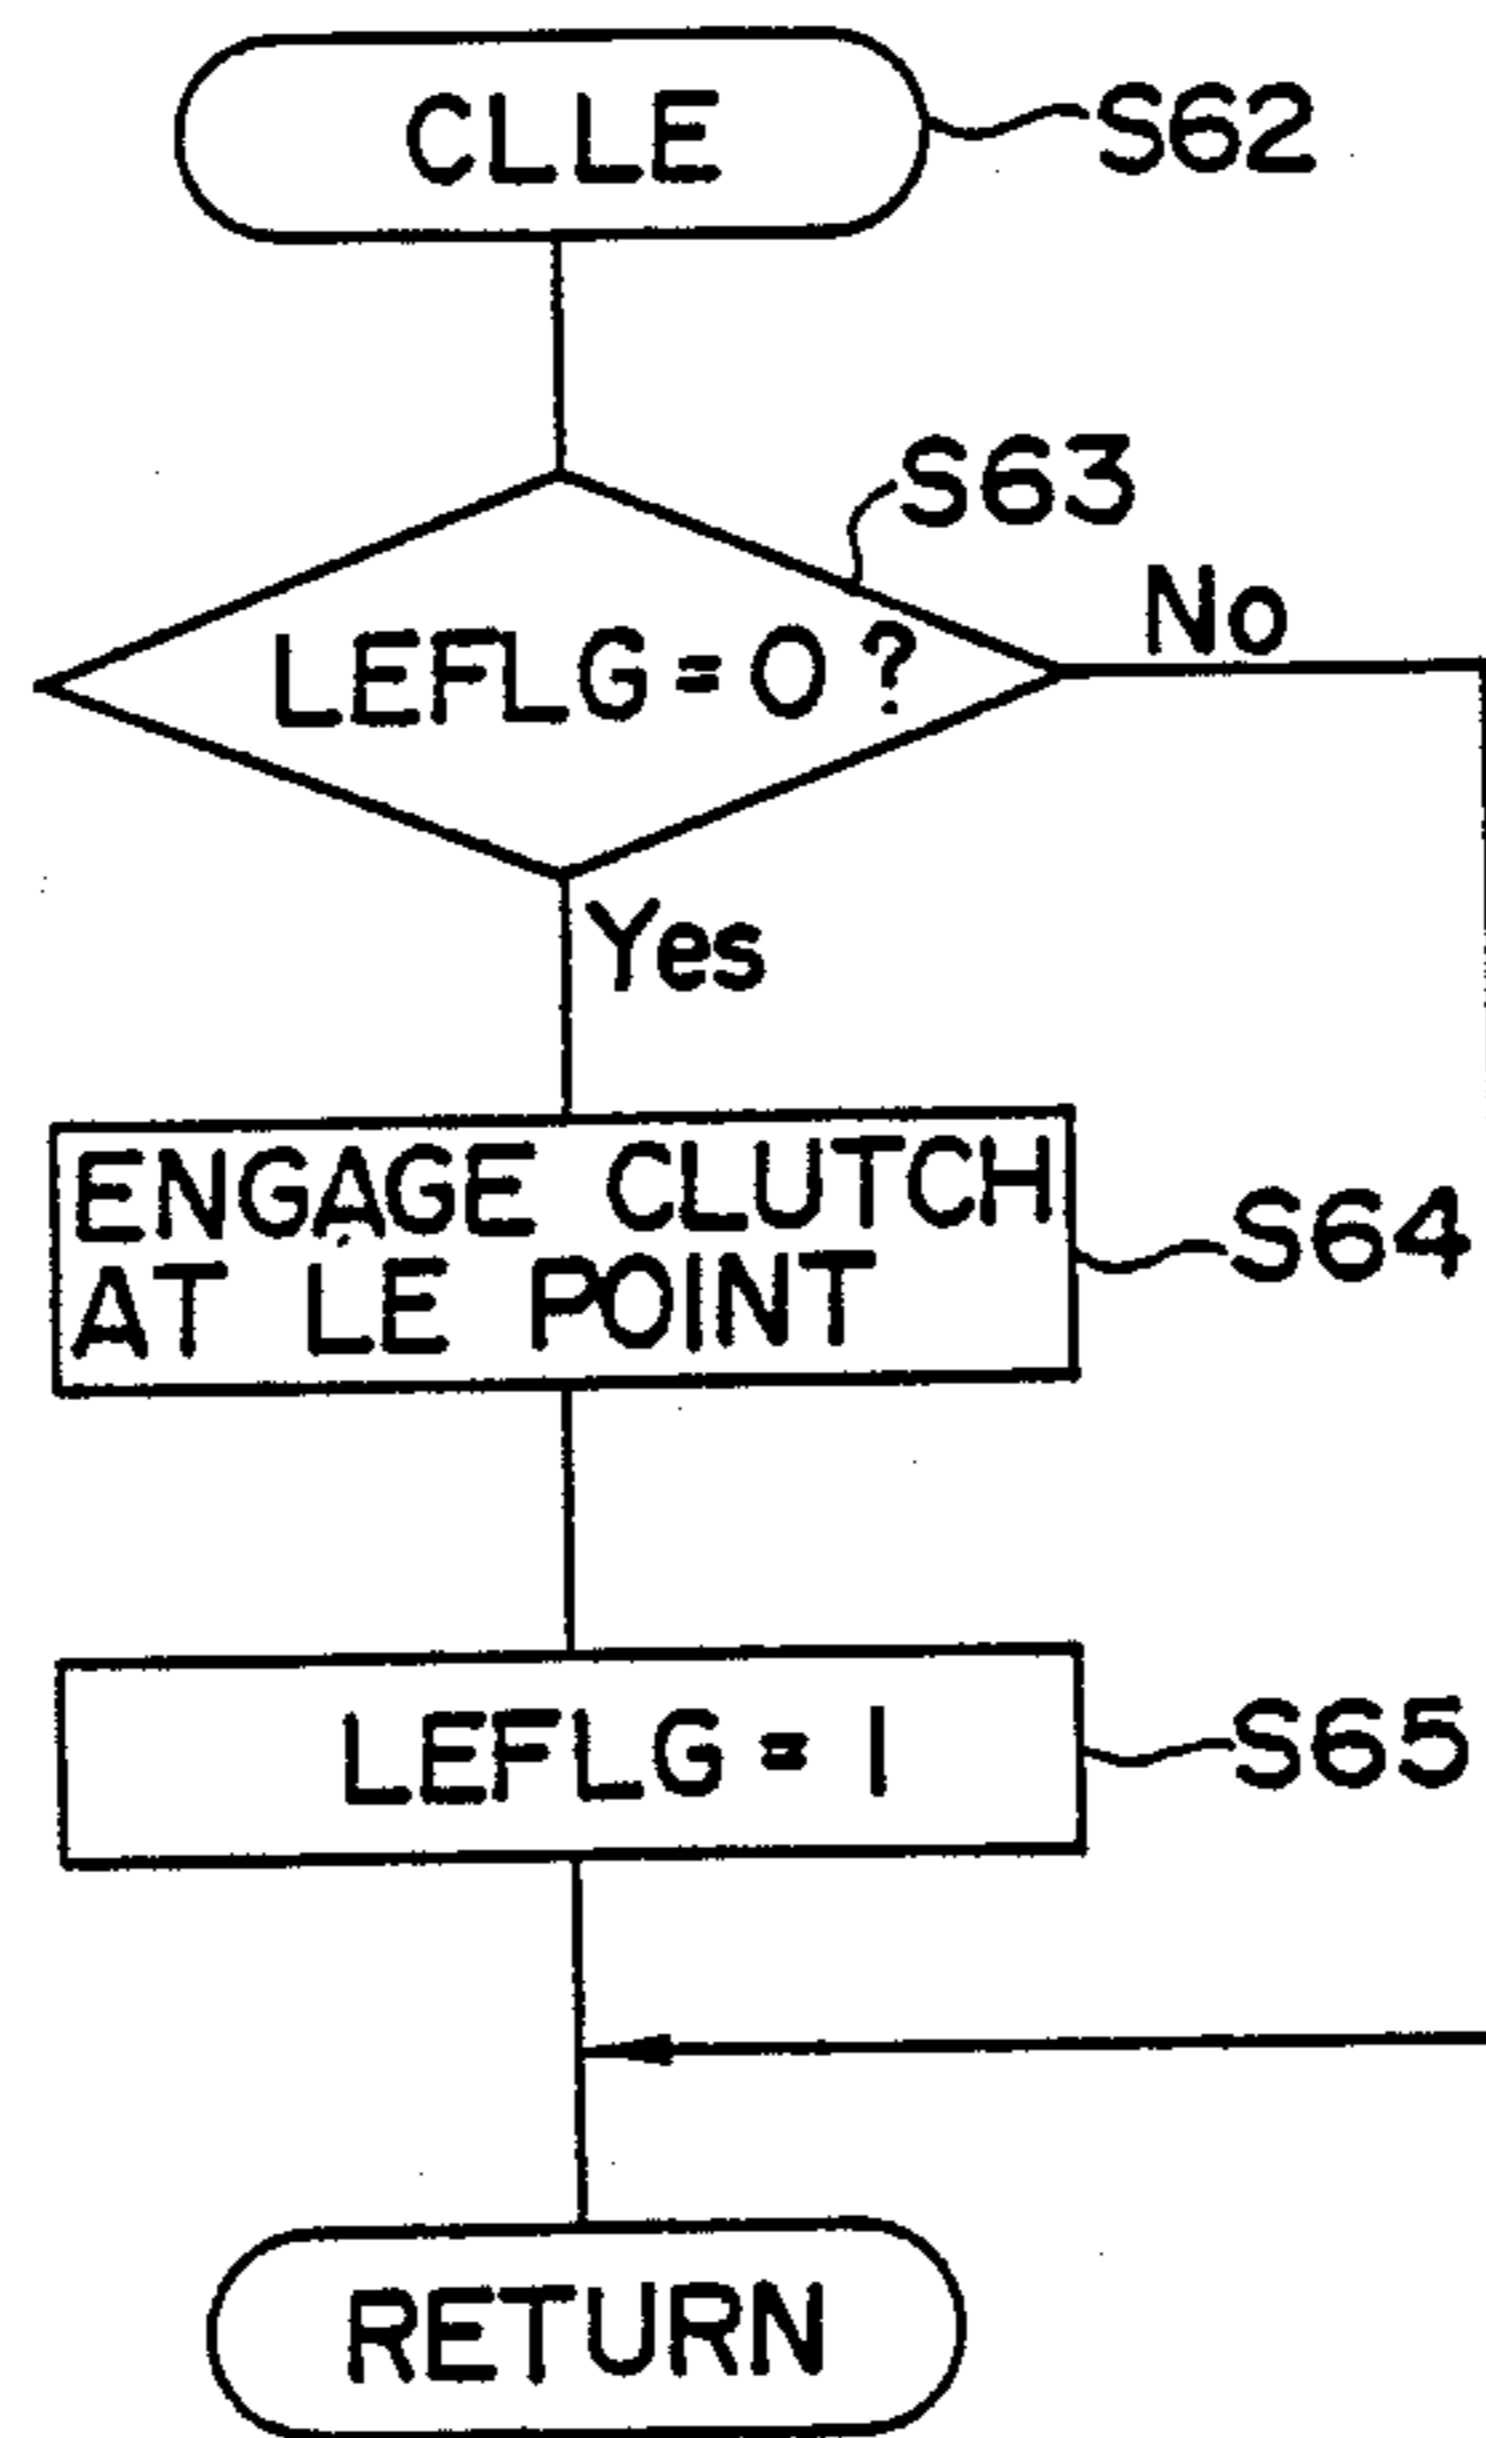 CLLE
S62
S63
No
LEFLG=0?
Yes
ENGAGE CLUTCH
AT LE POINT
S64
LEFLG=1
S65
RETURN